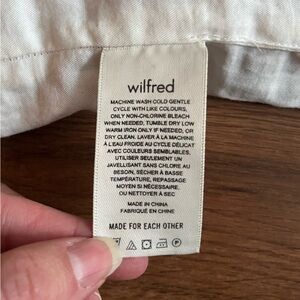 wilfred
MACHINE WASH COLD GENTLE
CYCLE WITH LIKE COLOURS,
ONLY NON-CHLORINE BLEACH
WHEN NEEDED, TUMBLE DRY LOW
WARM IRON ONLY IF NEEDED, OR
DRY CLEAN. LAVER À LA MACHINE
À L'EAU FROIDE AU CYCLE DÉLICAT
AVEC COULEURS SEMBLABLES,
UTILISER SEULEMENT UN
JAVELLISANT SANS CHLORE AU
BESOIN, SÉCHER À BASSE
TEMPÉRATURE, REPASSAGE
MOYEN SI NÉCESSAIRE,
OU NETTOYER À SEC
MADE IN CHINA
FABRIQUÉ EN CHINE
MADE FOR EACH OTHER